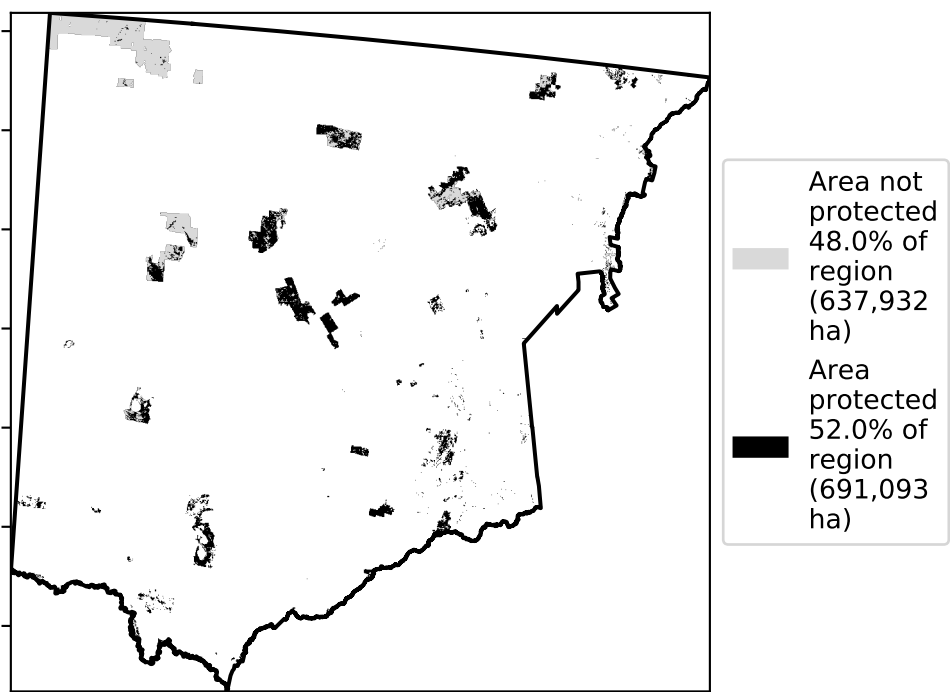 Area not
protected
48.0% of
region
(637,932
ha)
Area
protected
52.0% of
region
(691,093
ha)